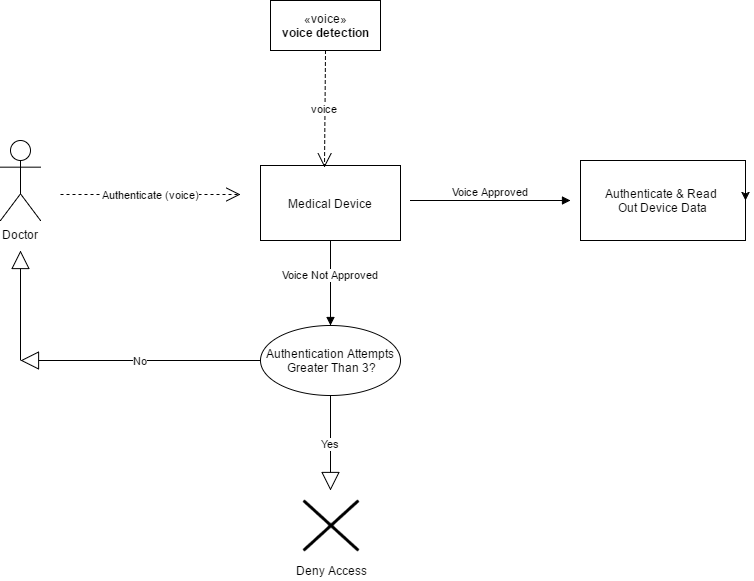 «voice»
voice detection
voice
Authenticate (voice)
Medical Device
Voice Approved
Authenticate & Read
Out Device Data
Doctor
Voice Not Approved
Authentication Attempts
Greater Than 3?
No
Yes
Deny Access